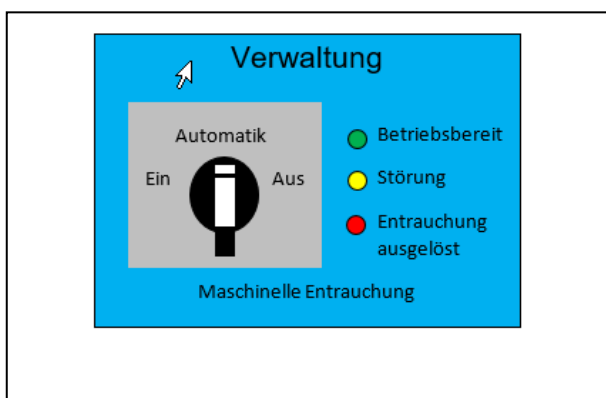 Verwaltung
Automatik
Ein
Aus
Betriebsbereit
Störung
Entrauchung
ausgelöst
Maschinelle Entrauchung